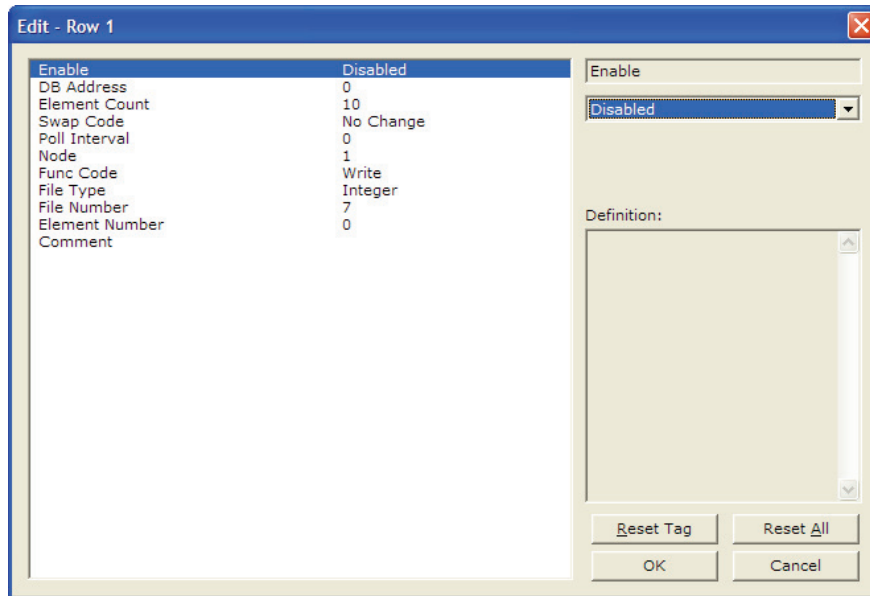 Edit - Row 1
Enable Disabled
DB Address 0
Element Count 10
Swap Code No Change
Poll Interval 0
Node 1
Func Code Write
File Type Integer
File Number 7
Element Number 0
Comment
Enable
Disabled
Definition:
Reset Tag Reset All
OK Cancel